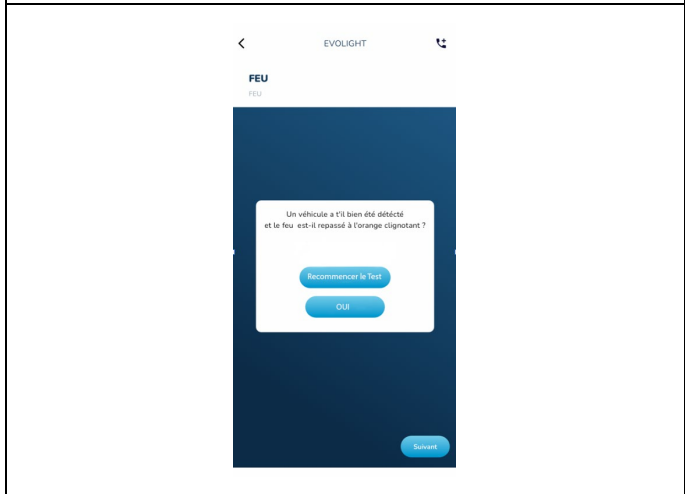 EVOLIGHT
FEU
FEU
Un véhicule a t'il bien été détécté
et le feu est-il repassé à l'orange clignotant ?
Recommencer le Test
OUI
Suivant